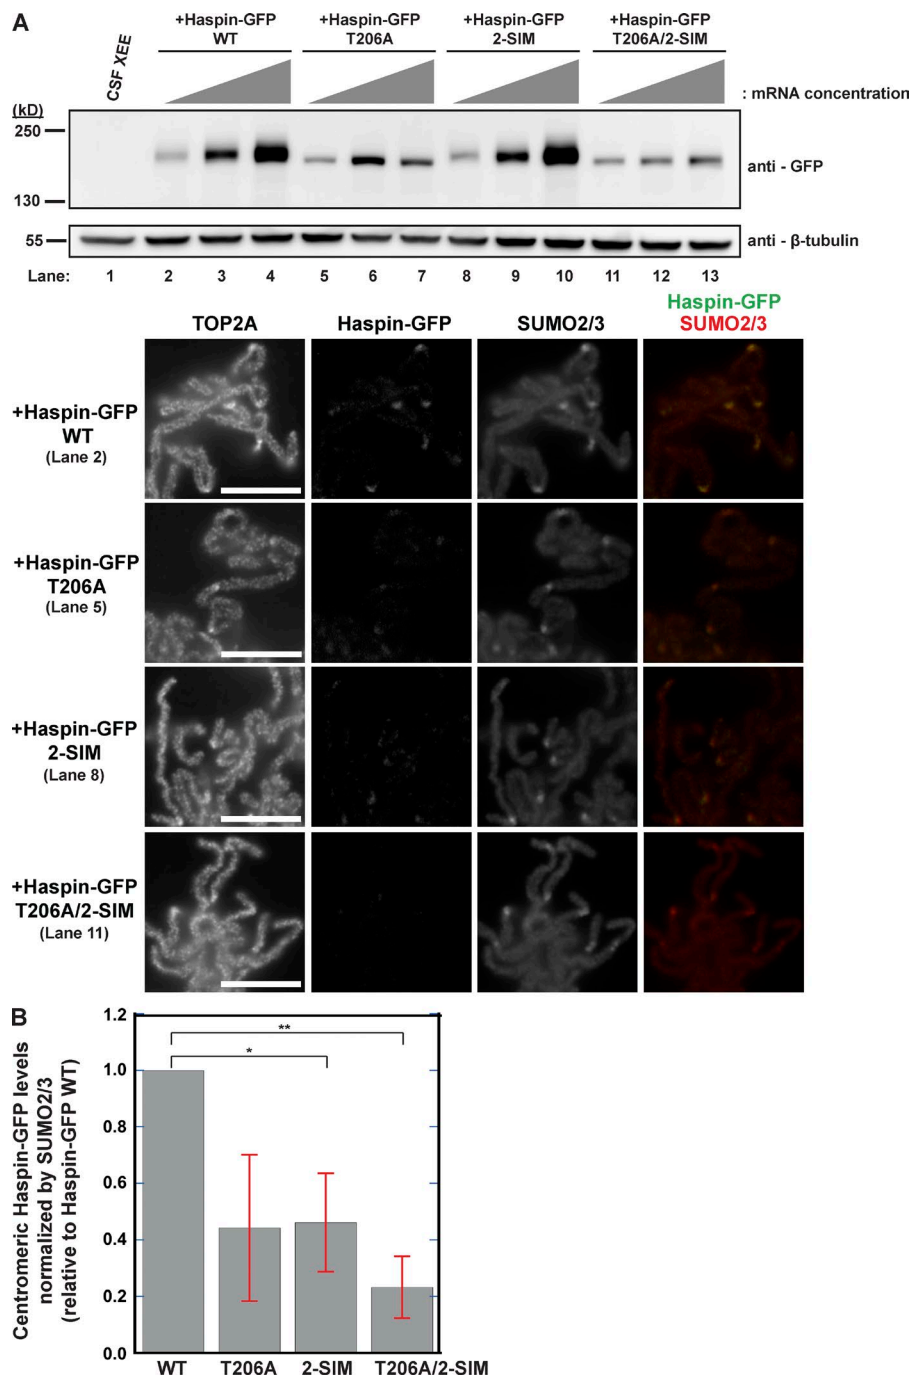 A
CSF XEE
+Haspin-GFP
WT
+Haspin-GFP
T206A
+Haspin-GFP
2-SIM
+Haspin-GFP
T206A/2-SIM
: mRNA concentration
(kD)
250
130
anti - GFP
55
anti - β-tubulin
Lane: 1 2 3 4 5 6 7 8 9 10 11 12 13
Haspin-GFP
TOP2A Haspin-GFP SUMO2/3 SUMO2/3
+Haspin-GFP
WT
(Lane 2)
+Haspin-GFP
T206A
(Lane 5)
+Haspin-GFP
2-SIM
(Lane 8)
+Haspin-GFP
T206A/2-SIM
(Lane 11)
B
Centromeric Haspin-GFP levels
normalized by SUMO2/3
(relative to Haspin-GFP WT)
1.2
1.0
0.8
0.6
0.4
0.2
0.0
**
*
WT T206A 2-SIM T206A/2-SIM